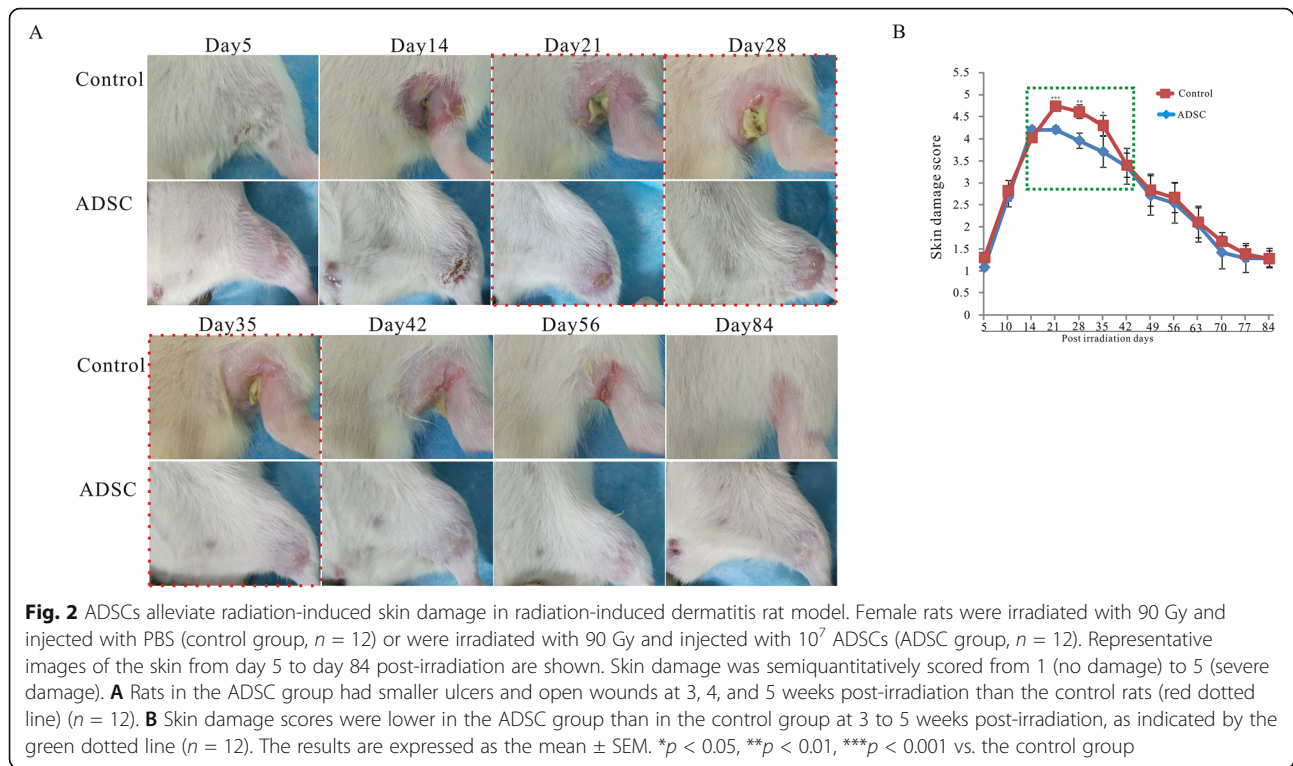 A
B
Day5 Day14 Day21 Day28
Control
ADSC
Day35 Day42 Day56 Day84
Control
ADSC
5.5
5
4.5
4
3.5
3
2.5
2
1.5
1
0.5
0
Skin damage score
***
**
*
Control
ADSC
5 10 14 21 28 35 42 49 56 63 70 77 84
Post irradiation days
Fig. 2 ADSCs alleviate radiation-induced skin damage in radiation-induced dermatitis rat model. Female rats were irradiated with 90 Gy and
injected with PBS (control group, n = 12) or were irradiated with 90 Gy and injected with 10⁷ ADSCs (ADSC group, n = 12). Representative
images of the skin from day 5 to day 84 post-irradiation are shown. Skin damage was semiquantitatively scored from 1 (no damage) to 5 (severe
damage). A Rats in the ADSC group had smaller ulcers and open wounds at 3, 4, and 5 weeks post-irradiation than the control rats (red dotted
line) (n = 12). B Skin damage scores were lower in the ADSC group than in the control group at 3 to 5 weeks post-irradiation, as indicated by the
green dotted line (n = 12). The results are expressed as the mean ± SEM. *p < 0.05, **p < 0.01, ***p < 0.001 vs. the control group